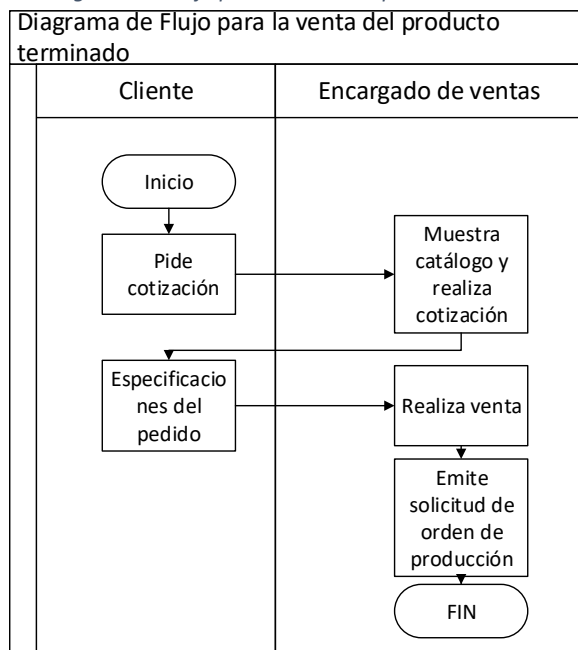 Diagrama de Flujo para la venta del producto
terminado
Cliente
Encargado de ventas
Inicio
Pide
cotización
Muestra
catálogo y
realiza
cotización
Especificacio
nes del
pedido
Realiza venta
Emite
solicitud de
orden de
producción
FIN